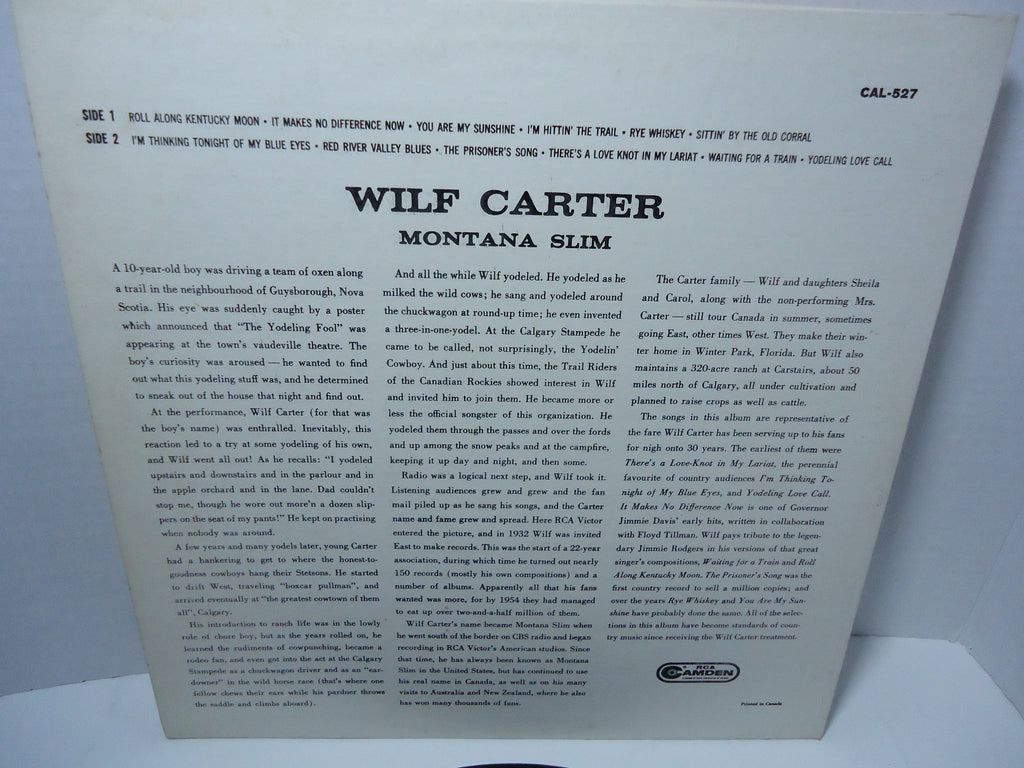 CAL-527
SIDE 1 ROLL ALONG KENTUCKY MOON • IT MAKES NO DIFFERENCE NOW • YOU ARE MY SUNSHINE • I'M HITTIN' THE TRAIL • RYE WHISKEY • SITTIN' BY THE OLD CORRAL
SIDE 2 I'M THINKING TONIGHT OF MY BLUE EYES • RED RIVER VALLEY BLUES • THE PRISONER'S SONG • THERE'S A LOVE KNOT IN MY LARIAT • WAITING FOR A TRAIN • YODELING LOVE CALL
WILF CARTER
MONTANA SLIM
A 10-year-old boy was driving a team of oxen along
a trail in the neighbourhood of Guysborough, Nova
Scotia. His eye was suddenly caught by a poster
which announced that "The Yodeling Fool" was
appearing at the town's vaudeville theatre. The
boy's curiosity was aroused — he wanted to find
out what this yodeling stuff was, and he determined
to sneak out of the house that night and find out.
At the performance, Wilf Carter (for that was
the boy's name) was enthralled. Inevitably, this
reaction led to a try at some yodeling of his own,
and Wilf went all out! As he recalls: "I yodeled
upstairs and downstairs and in the parlour and in
the apple orchard and in the lane. Dad couldn't
stop me, though he wore out more'n a dozen slip-
pers on the seat of my pants!" He kept on practising
when nobody was around.
A few years and many yodels later, young Carter
had a hankering to get to where the honest-to-
goodness cowboys hang their Stetsons. He started
to drift West, traveling "boxcar pullman", and
arrived eventually at "the greatest cowtown of them
all", Calgary.
His introduction to ranch life was in the lowly
role of chore boy, but as the years rolled on, he
learned the rudiments of cowpunching, became a
rodeo fan, and even got into the act at the Calgary
Stampede as a chuckwagon driver and as an "ear-
downer" in the wild horse race (that's where one
fellow chews their ears while his pardner throws
the saddle and climbs aboard).
And all the while Wilf yodeled. He yodeled as he
milked the wild cows; he sang and yodeled around
the chuckwagon at round-up time; he even invented
a three-in-one-yodel. At the Calgary Stampede he
came to be called, not surprisingly, the Yodelin'
Cowboy. And just about this time, the Trail Riders
of the Canadian Rockies showed interest in Wilf
and invited him to join them. He became more or
less the official songster of this organization. He
yodeled them through the passes and over the fords
and up among the snow peaks and at the campfire,
keeping it up day and night, and then some.
Radio was a logical next step, and Wilf took it.
Listening audiences grew and grew and the fan
mail piled up as he sang his songs, and the Carter
name and fame grew and spread. Here RCA Victor
entered the picture, and in 1932 Wilf was invited
East to make records. This was the start of a 22-year
association, during which time he turned out nearly
150 records (mostly his own compositions) and a
number of albums. Apparently all that his fans
wanted was more, for by 1954 they had managed
to eat up over two-and-a-half million of them.
Wilf Carter's name became Montana Slim when
he went south of the border on CBS radio and began
recording in RCA Victor's American studios. Since
that time, he has always been known as Montana
Slim in the United States, but has continued to use
his real name in Canada, as well as on his many
visits to Australia and New Zealand, where he also
has won many thousands of fans.
The Carter family — Wilf and daughters Sheila
and Carol, along with the non-performing Mrs.
Carter — still tour Canada in summer, sometimes
going East, other times West. They make their win-
ter home in Winter Park, Florida. But Wilf also
maintains a 320-acre ranch at Carstairs, about 50
miles north of Calgary, all under cultivation and
planned to raise crops as well as cattle.
The songs in this album are representative of
the fare Wilf Carter has been serving up to his fans
for nigh onto 30 years. The earliest of them were
There's a Love-Knot in My Lariat, the perennial
favourite of country audiences I'm Thinking To-
night of My Blue Eyes, and Yodeling Love Call.
It Makes No Difference Now is one of Governor
Jimmie Davis' early hits, written in collaboration
with Floyd Tillman. Wilf pays tribute to the legen-
dary Jimmie Rodgers in his versions of that great
singer's compositions, Waiting for a Train and Roll
Along Kentucky Moon. The Prisoner's Song was the
first country record to sell a million copies; and
over the years Rye Whiskey and You Are My Sun-
shine have probably done the same. All of the selec-
tions in this album have become standards of coun-
try music since receiving the Wilf Carter treatment.
RCA
CAMDEN
Printed in Canada